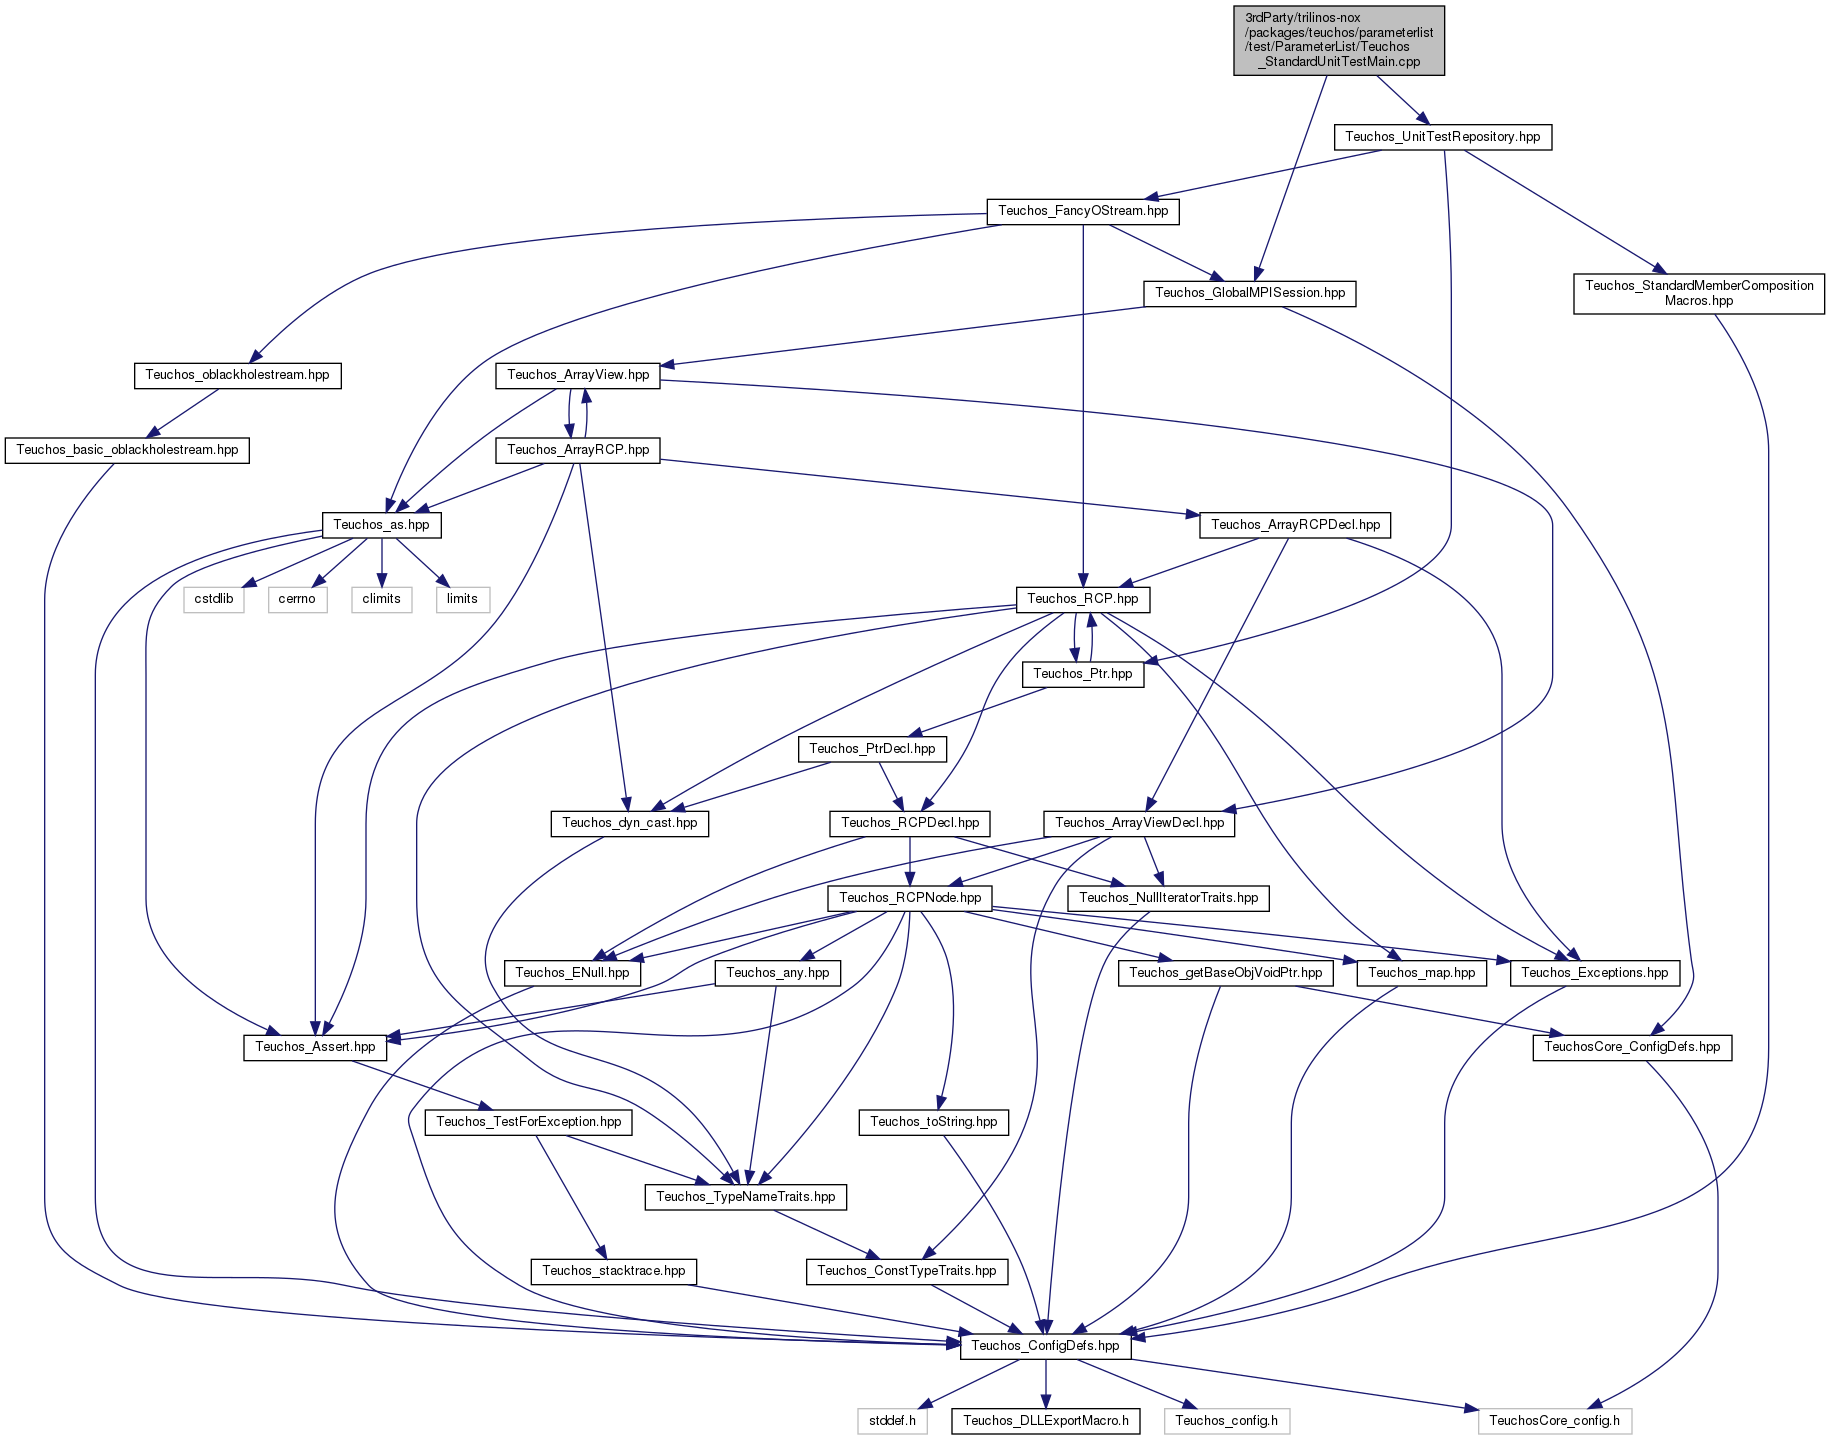 3rdParty/trilinos-nox
/packages/teuchos/parameterlist
/test/ParameterList/Teuchos
_StandardUnitTestMain.cpp
Teuchos_UnitTestRepository.hpp
Teuchos_FancyOStream.hpp
Teuchos_GlobalMPISession.hpp
Teuchos_StandardMemberComposition
Macros.hpp
Teuchos_oblackholestream.hpp
Teuchos_ArrayView.hpp
Teuchos_basic_oblackholestream.hpp
Teuchos_ArrayRCP.hpp
Teuchos_as.hpp
Teuchos_ArrayRCPDecl.hpp
cstdlib
cerrno
climits
limits
Teuchos_RCP.hpp
Teuchos_Ptr.hpp
Teuchos_PtrDecl.hpp
Teuchos_dyn_cast.hpp
Teuchos_RCPDecl.hpp
Teuchos_ArrayViewDecl.hpp
Teuchos_RCPNode.hpp
Teuchos_NullIteratorTraits.hpp
Teuchos_ENull.hpp
Teuchos_any.hpp
Teuchos_getBaseObjVoidPtr.hpp
Teuchos_map.hpp
Teuchos_Exceptions.hpp
Teuchos_Assert.hpp
TeuchosCore_ConfigDefs.hpp
Teuchos_TestForException.hpp
Teuchos_toString.hpp
Teuchos_TypeNameTraits.hpp
Teuchos_stacktrace.hpp
Teuchos_ConstTypeTraits.hpp
Teuchos_ConfigDefs.hpp
stddef.h
Teuchos_DLLExportMacro.h
Teuchos_config.h
TeuchosCore_config.h